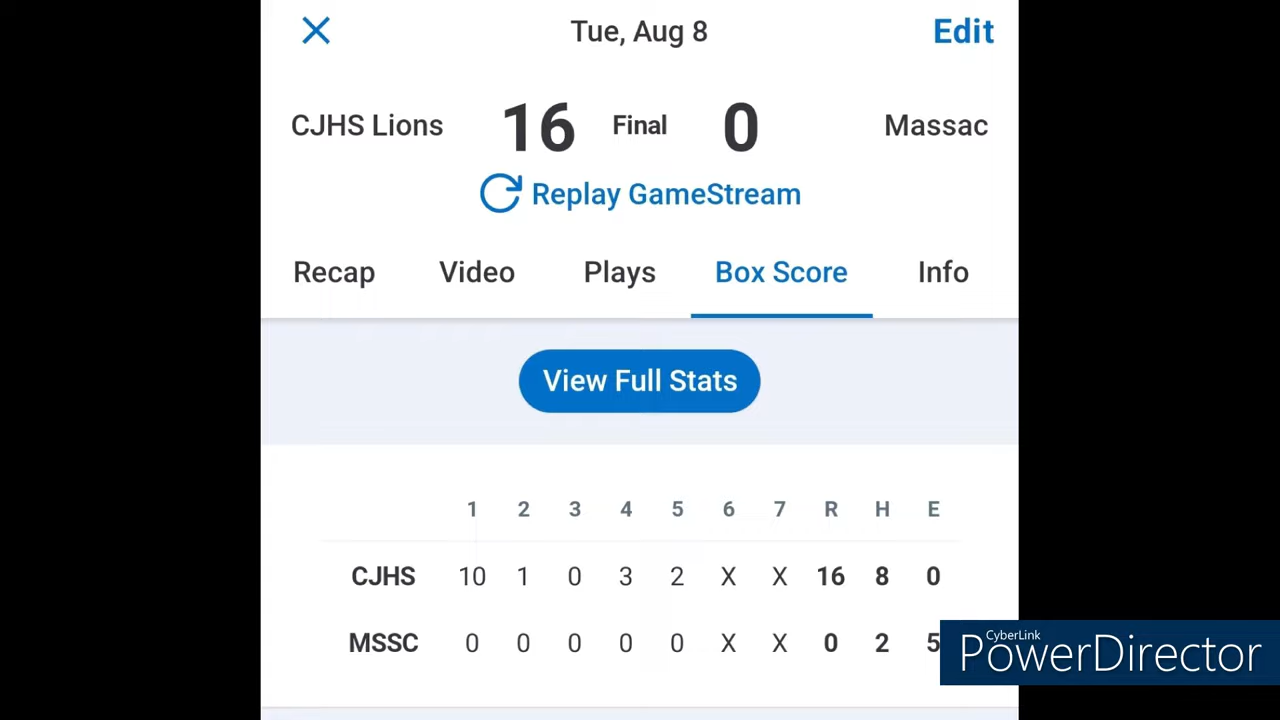 Tue, Aug 8 Edit
CJHS Lions 16 Final 0 Massac
Replay GameStream
Recap Video Plays Box Score Info
View Full Stats
1 2 3 4 5 6 7 R H E
CJHS 10 1 0 3 2 X X 16 8 0
MSSC 0 0 0 0 0 X X 0 2 5
CyberLink
PowerDirector